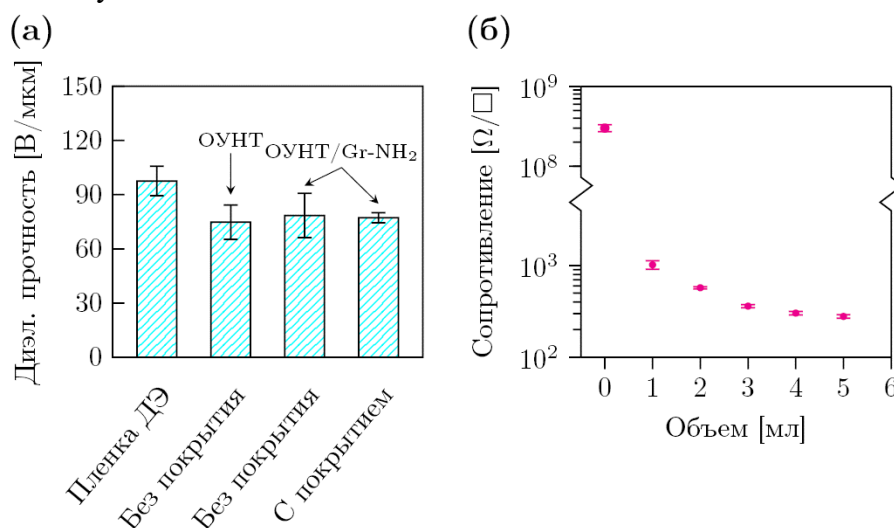 (а)
Диэл. прочность [В/мкм]
150
120
90
60
30
0
ОУНТ
ОУНТ/Gr-NH₂
Пленка ДЭ
Без покрытия
Без покрытия
С покрытием
(б)
Сопротивление [Ω/□]
10⁹
10⁸
10³
10²
0 1 2 3 4 5 6
Объем [мл]